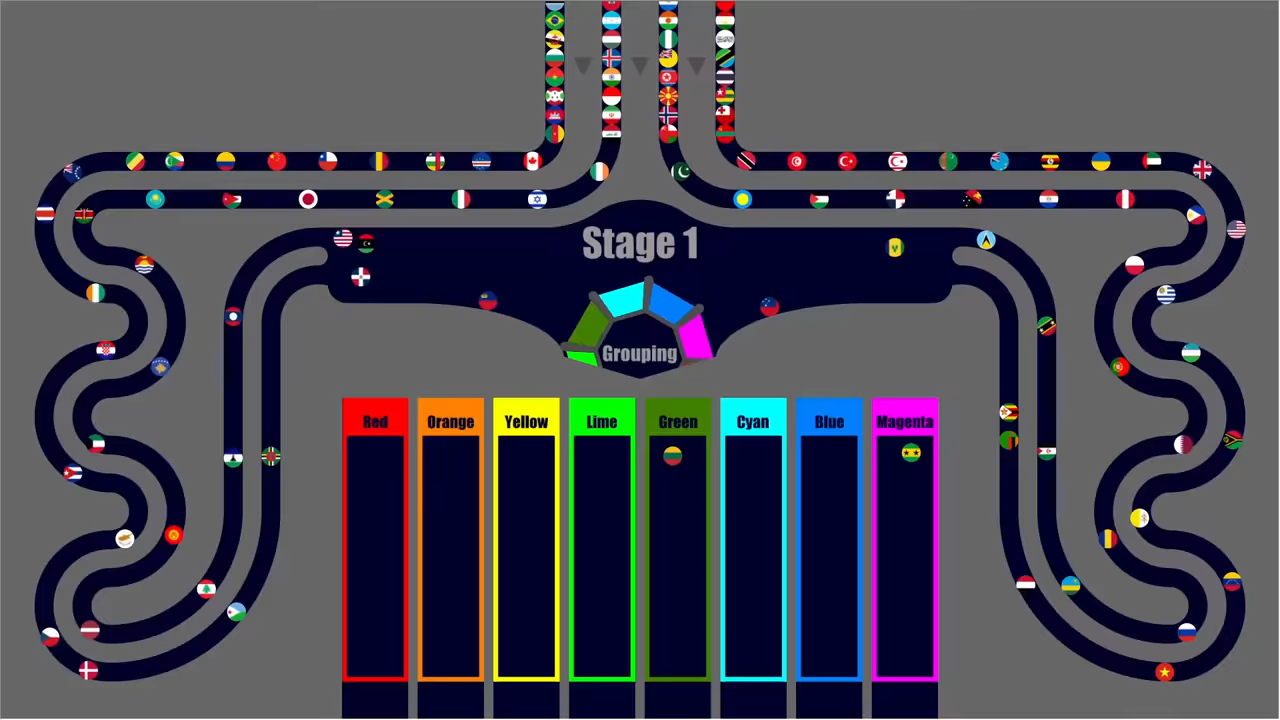 Stage 1
Grouping
Red
Orange
Yellow
Lime
Green
Cyan
Blue
Magenta